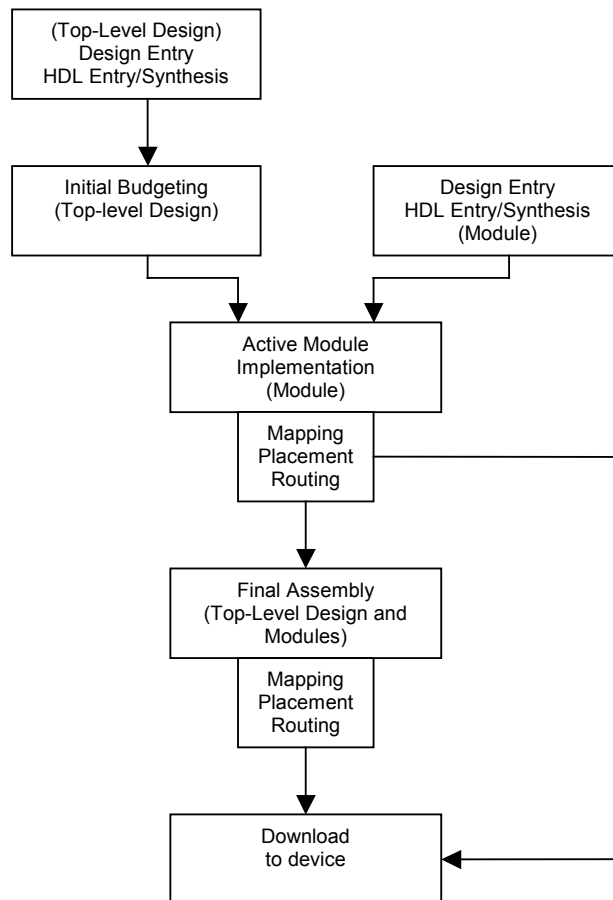 (Top-Level Design)
Design Entry
HDL Entry/Synthesis
Initial Budgeting
(Top-level Design)
Design Entry
HDL Entry/Synthesis
(Module)
Active Module
Implementation
(Module)
Mapping
Placement
Routing
Final Assembly
(Top-Level Design and
Modules)
Mapping
Placement
Routing
Download
to device